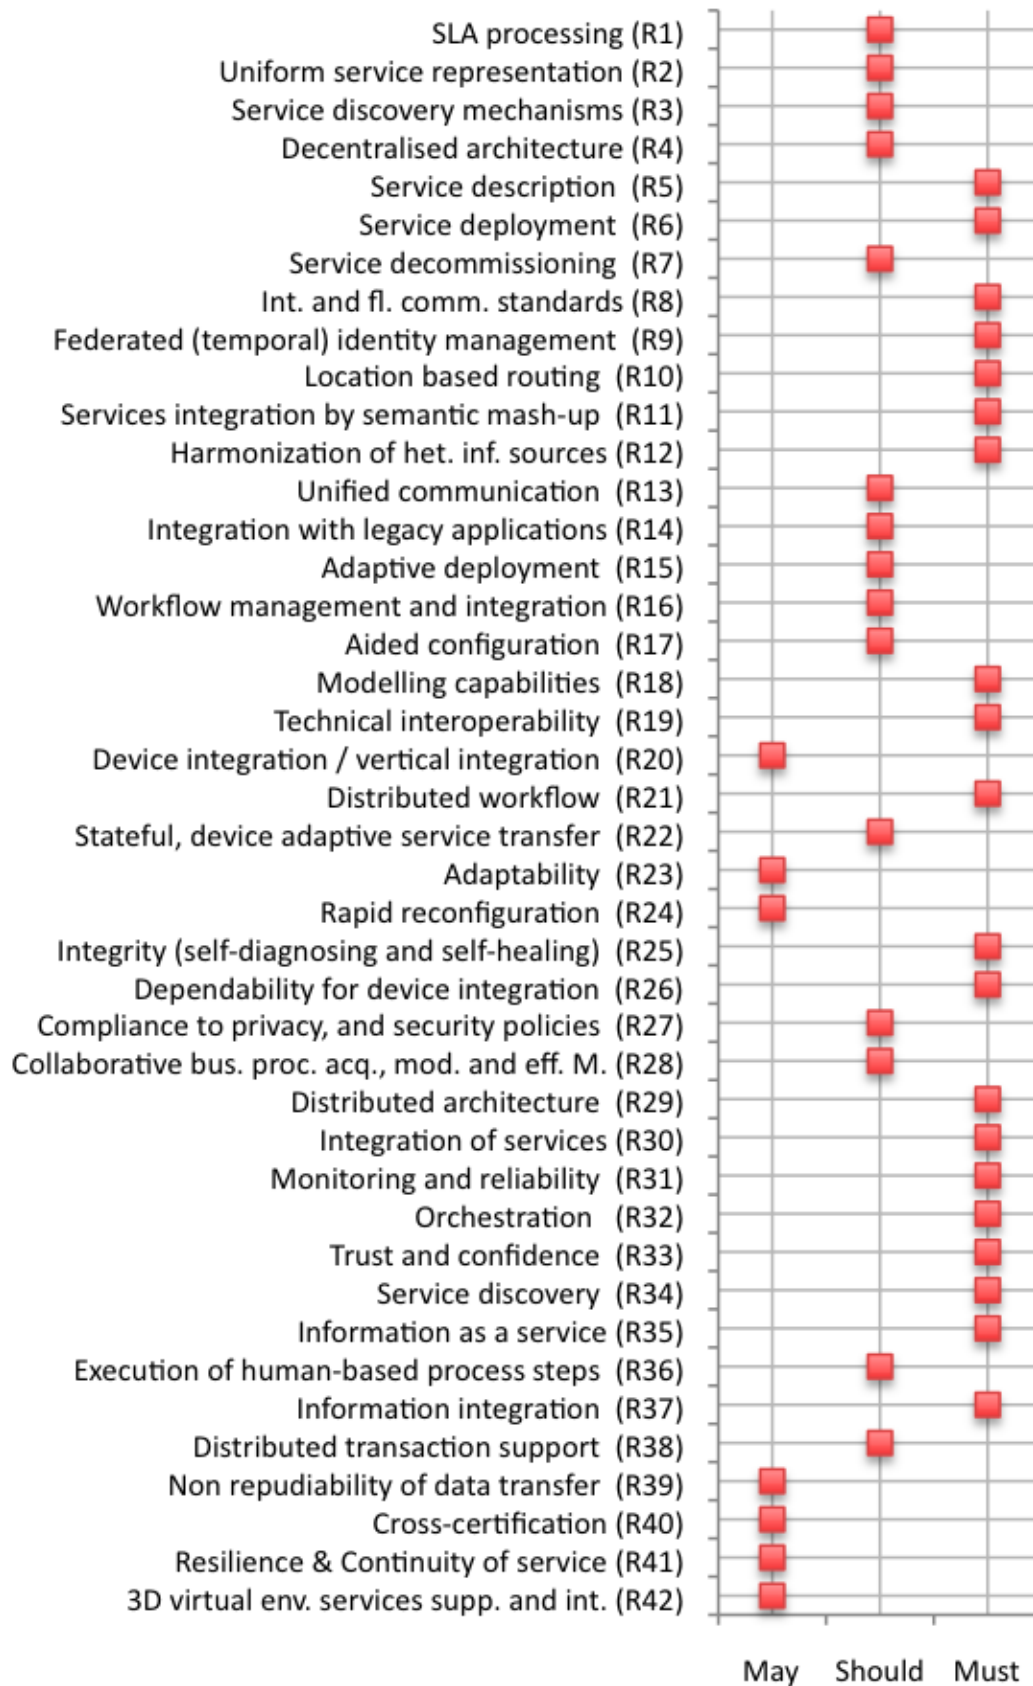 SLA processing (R1)
Uniform service representation (R2)
Service discovery mechanisms (R3)
Decentralised architecture (R4)
Service description (R5)
Service deployment (R6)
Service decommissioning (R7)
Int. and fl. comm. standards (R8)
Federated (temporal) identity management (R9)
Location based routing (R10)
Services integration by semantic mash-up (R11)
Harmonization of het. inf. sources (R12)
Unified communication (R13)
Integration with legacy applications (R14)
Adaptive deployment (R15)
Workflow management and integration (R16)
Aided configuration (R17)
Modelling capabilities (R18)
Technical interoperability (R19)
Device integration / vertical integration (R20)
Distributed workflow (R21)
Stateful, device adaptive service transfer (R22)
Adaptability (R23)
Rapid reconfiguration (R24)
Integrity (self-diagnosing and self-healing) (R25)
Dependability for device integration (R26)
Compliance to privacy, and security policies (R27)
Collaborative bus. proc. acq., mod. and eff. M. (R28)
Distributed architecture (R29)
Integration of services (R30)
Monitoring and reliability (R31)
Orchestration (R32)
Trust and confidence (R33)
Service discovery (R34)
Information as a service (R35)
Execution of human-based process steps (R36)
Information integration (R37)
Distributed transaction support (R38)
Non repudiability of data transfer (R39)
Cross-certification (R40)
Resilience & Continuity of service (R41)
3D virtual env. services supp. and int. (R42)
May Should Must